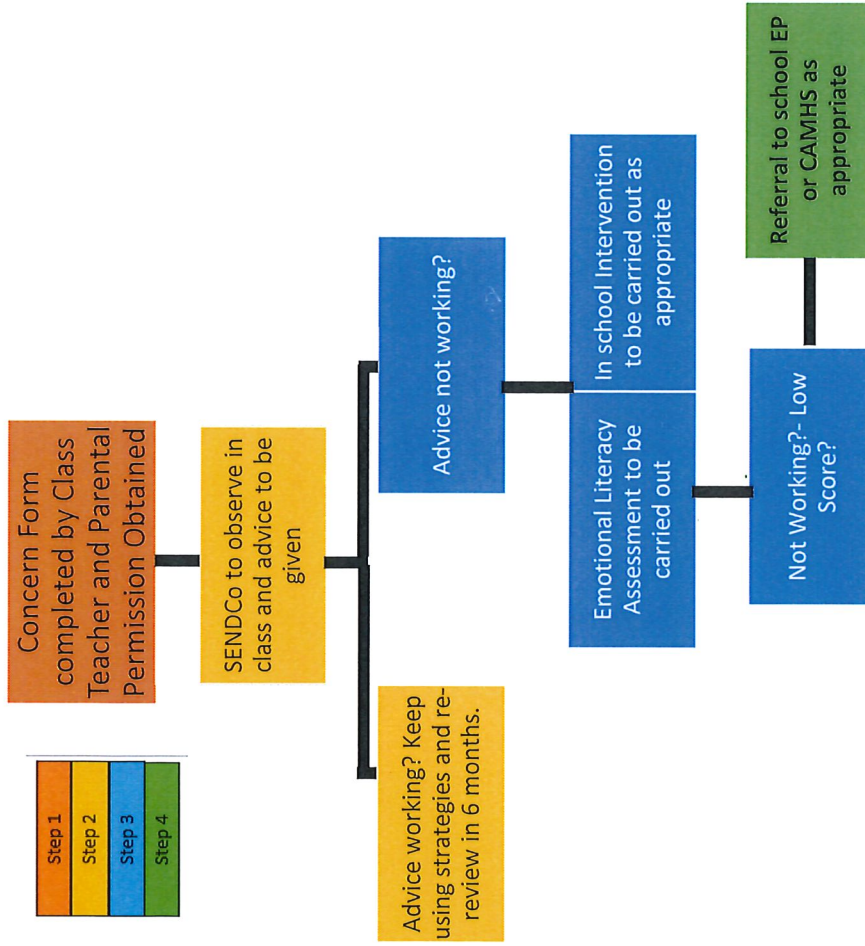 Step 1
Step 2
Step 3
Step 4
Concern Form
completed by Class
Teacher and Parental
Permission Obtained
SENDCo to observe in
class and advice to be
given
Advice working? Keep
using strategies and re-
review in 6 months.
Advice not working?
Emotional Literacy
Assessment to be
carried out
In school Intervention
to be carried out as
appropriate
Not Working?- Low
Score?
Referral to school EP
or CAMHS as
appropriate